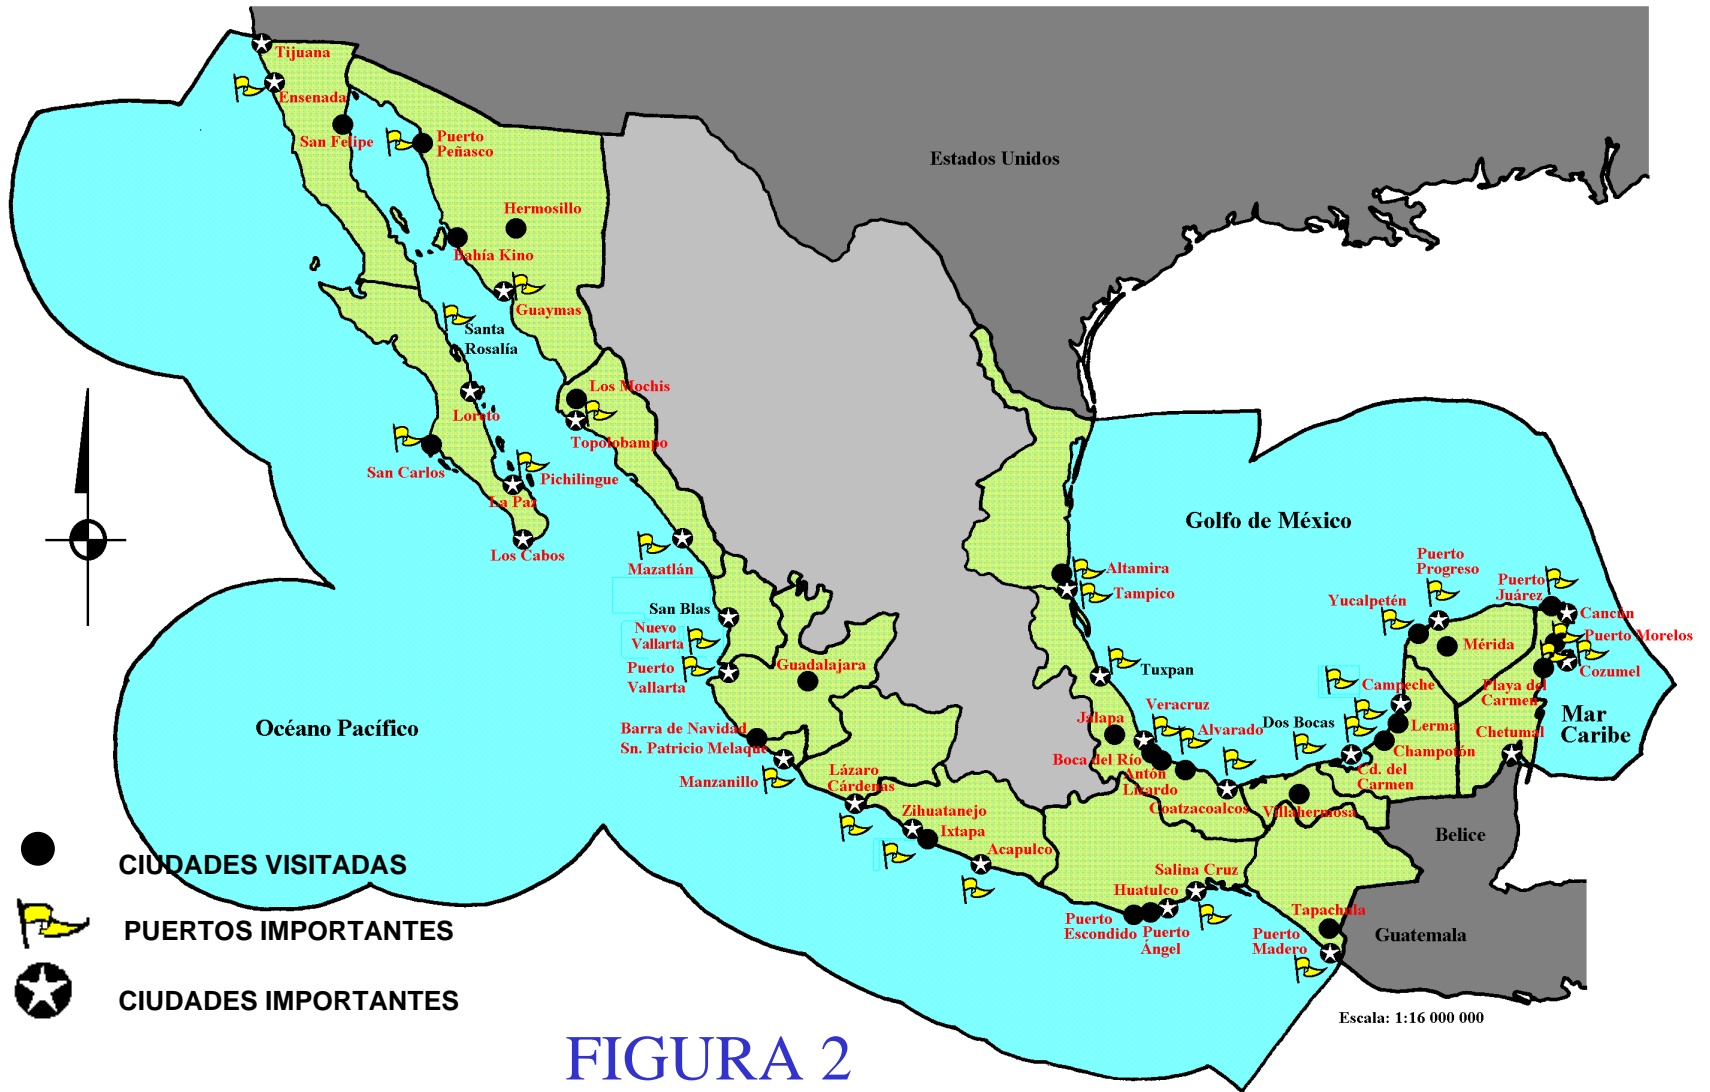 Tijuana
Ensenada
San Felipe
Puerto
Peñasco
Estados Unidos
Hermosillo
Bahía Kino
Guaymas
Santa
Rosalía
Los Mochis
Loreto
Topolobampo
San Carlos
Pichilingue
La Paz
Los Cabos
Golfo de México
Mazatlán
Altamira
Tampico
Puerto
Progreso
Puerto
Juárez
Yucalpetén
Cancún
San Blas
Nuevo
Vallarta
Puerto Morelos
Mérida
Puerto
Vallarta
Guadalajara
Tuxpan
Cozumel
Campeche
Playa del
Carmen
Veracruz
Jalapa
Alvarado
Dos Bocas
Lerma
Chetumal
Mar
Caribe
Océano Pacífico
Barra de Navidad
Sn. Patricio Melaque
Boca del Río
Antón
Lizardo
Champotón
Cd. del
Carmen
Manzanillo
Lázaro
Cárdenas
Coatzacoalcos
Villahermosa
Zihuatanejo
Ixtapa
Acapulco
Belice
Salina Cruz
Huatulco
Puerto
Escondido
Puerto
Ángel
Tapachula
Puerto
Madero
Guatemala
CIUDADES VISITADAS
PUERTOS IMPORTANTES
CIUDADES IMPORTANTES
Escala: 1:16 000 000
FIGURA 2